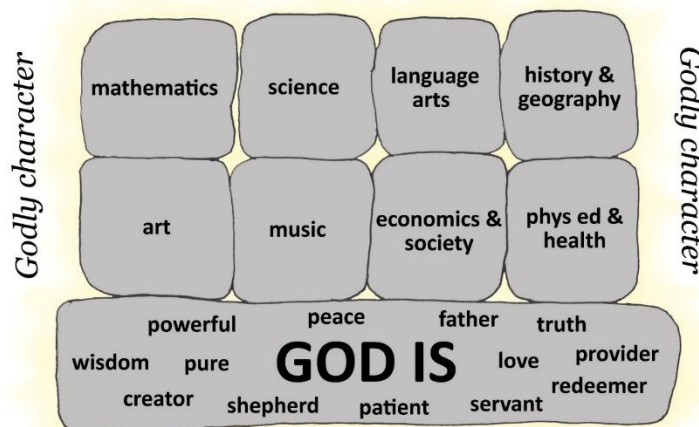 Godly character
Godly character
mathematics
science
language
arts
history &
geography
art
music
economics &
society
phys ed &
health
powerful
peace
father
truth
wisdom
pure
GOD IS
love
provider
creator
shepherd
patient
servant
redeemer